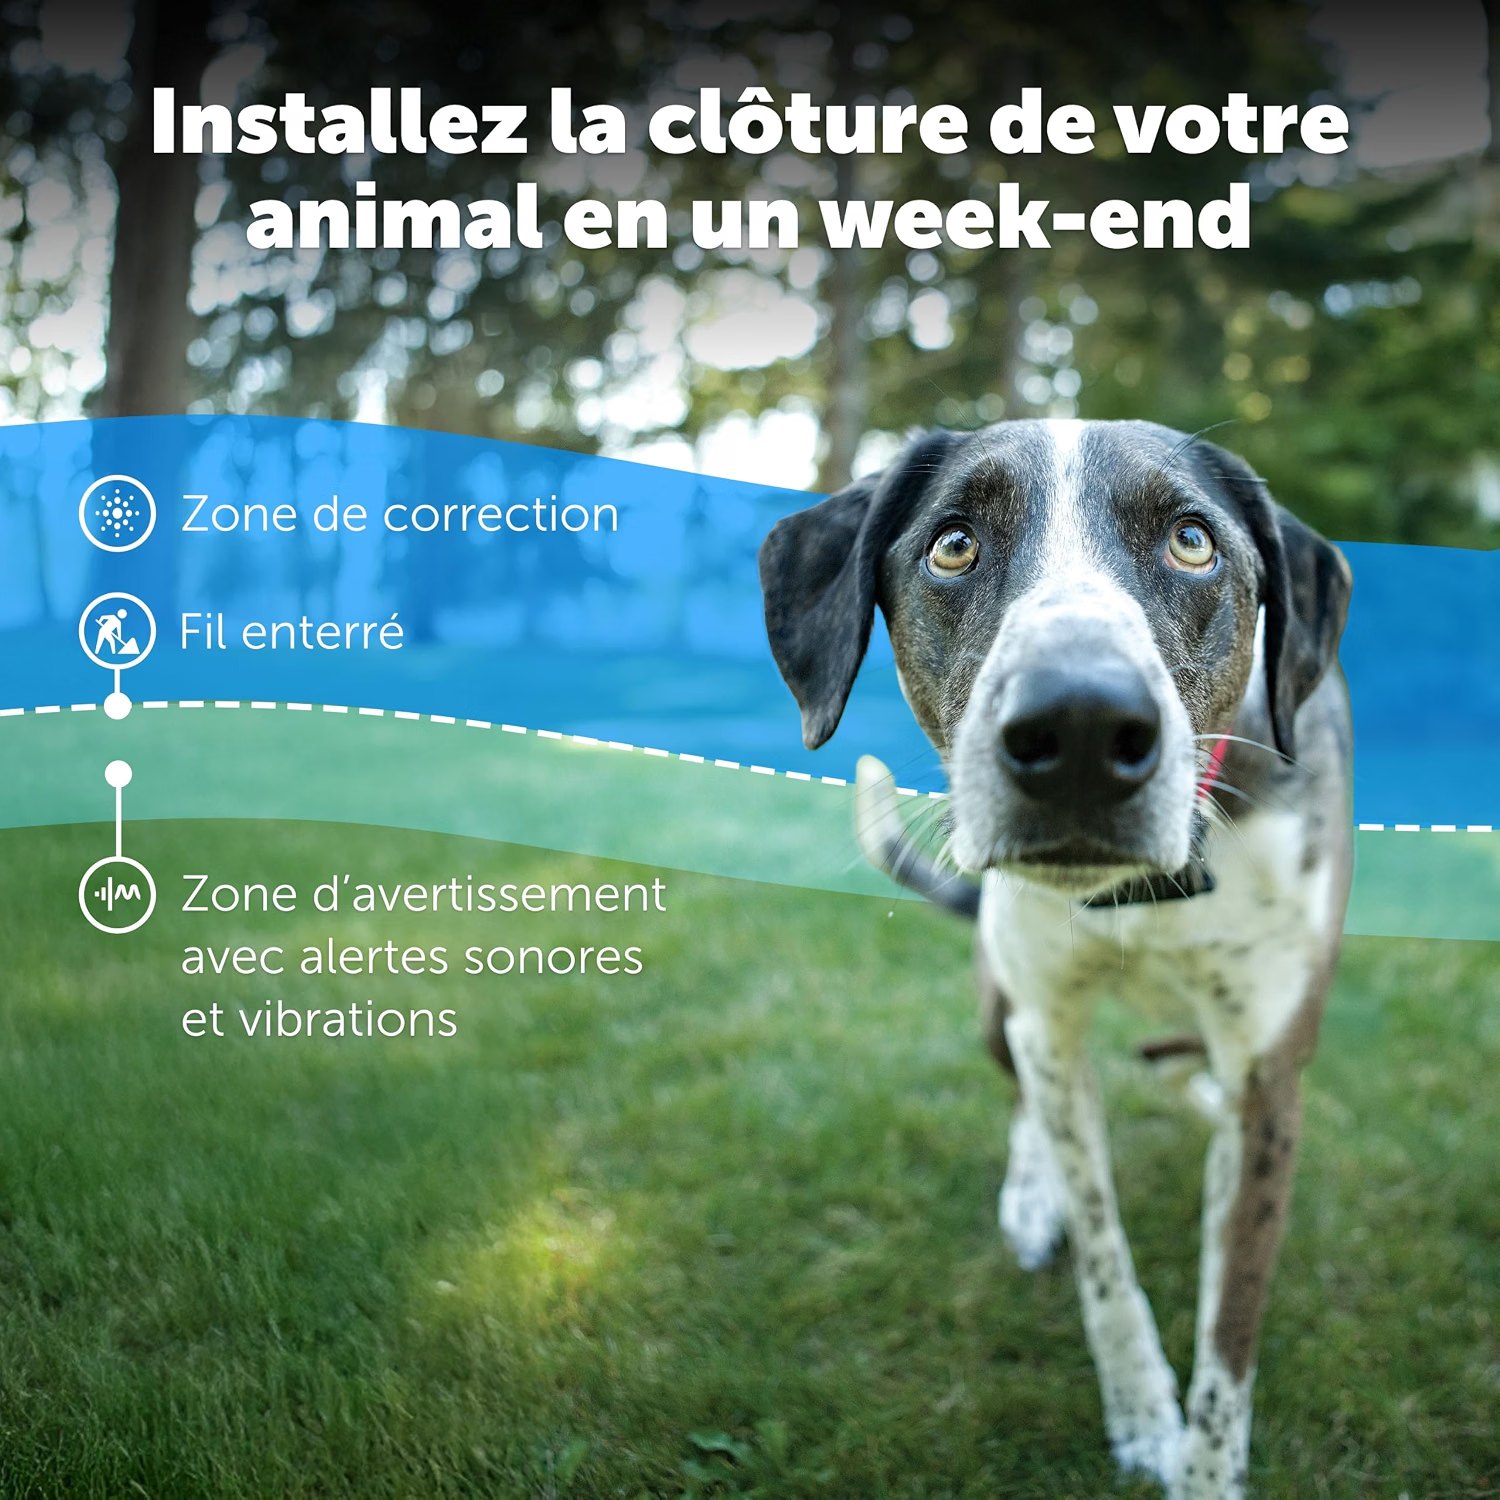 Installez la clôture de votre
animal en un week-end
Zone de correction
Fil enterré
Zone d’avertissement
avec alertes sonores
et vibrations